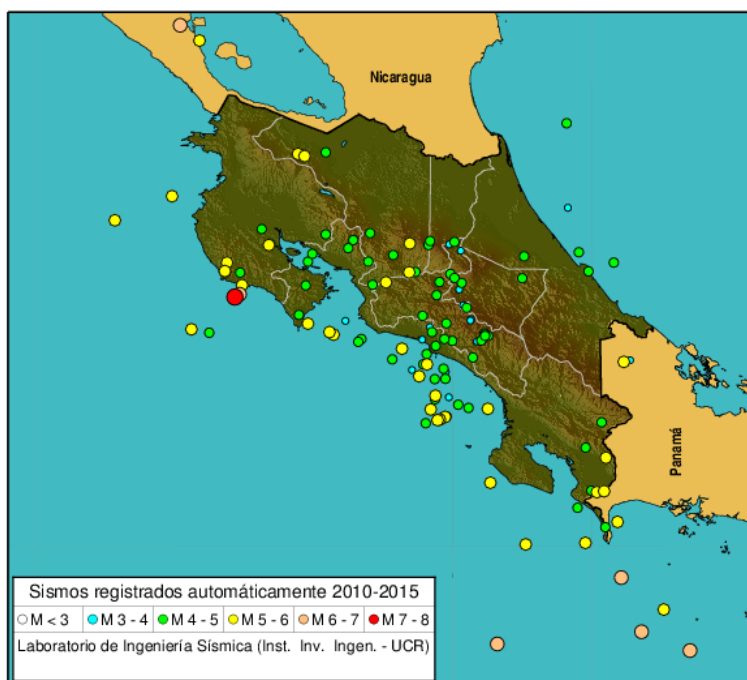 Nicaragua
Panamá
Sismos registrados automáticamente 2010-2015
M < 3 M 3 - 4 M 4 - 5 M 5 - 6 M 6 - 7 M 7 - 8
Laboratorio de Ingeniería Sísmica (Inst. Inv. Ingen. - UCR)